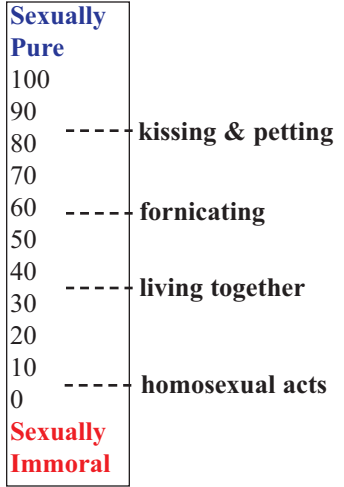 Sexually
Pure
100
90
80
kissing & petting
70
60
fornicating
50
40
living together
30
20
10
homosexual acts
0
Sexually
Immoral